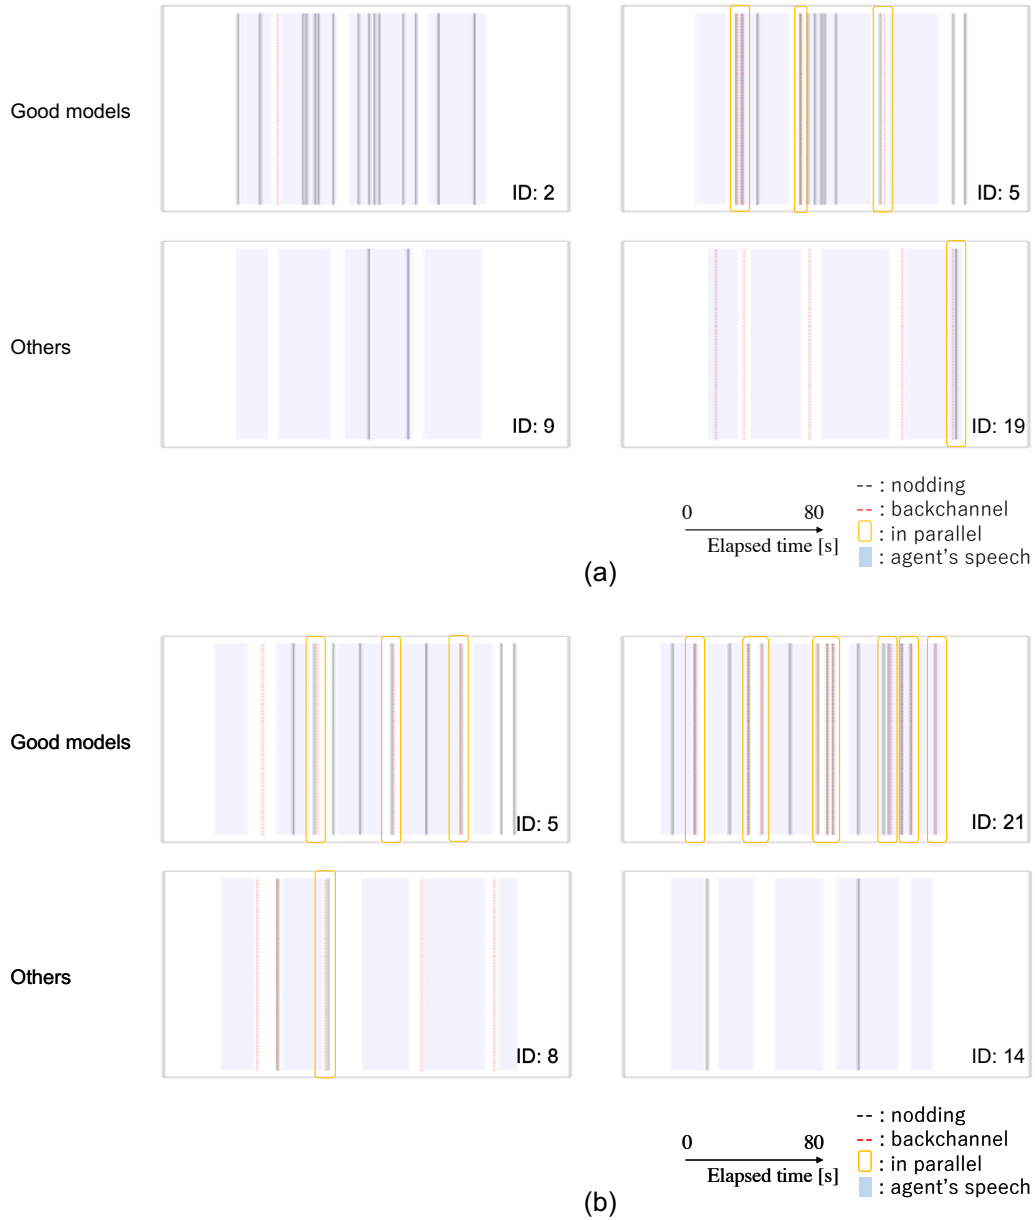 Good models
ID: 2
ID: 5
Others
ID: 9
ID: 19
0 80
Elapsed time [s]
-- : nodding
-- : backchannel
: in parallel
: agent's speech
(a)
Good models
ID: 5
ID: 21
Others
ID: 8
ID: 14
0 80
Elapsed time [s]
-- : nodding
-- : backchannel
: in parallel
: agent's speech
(b)